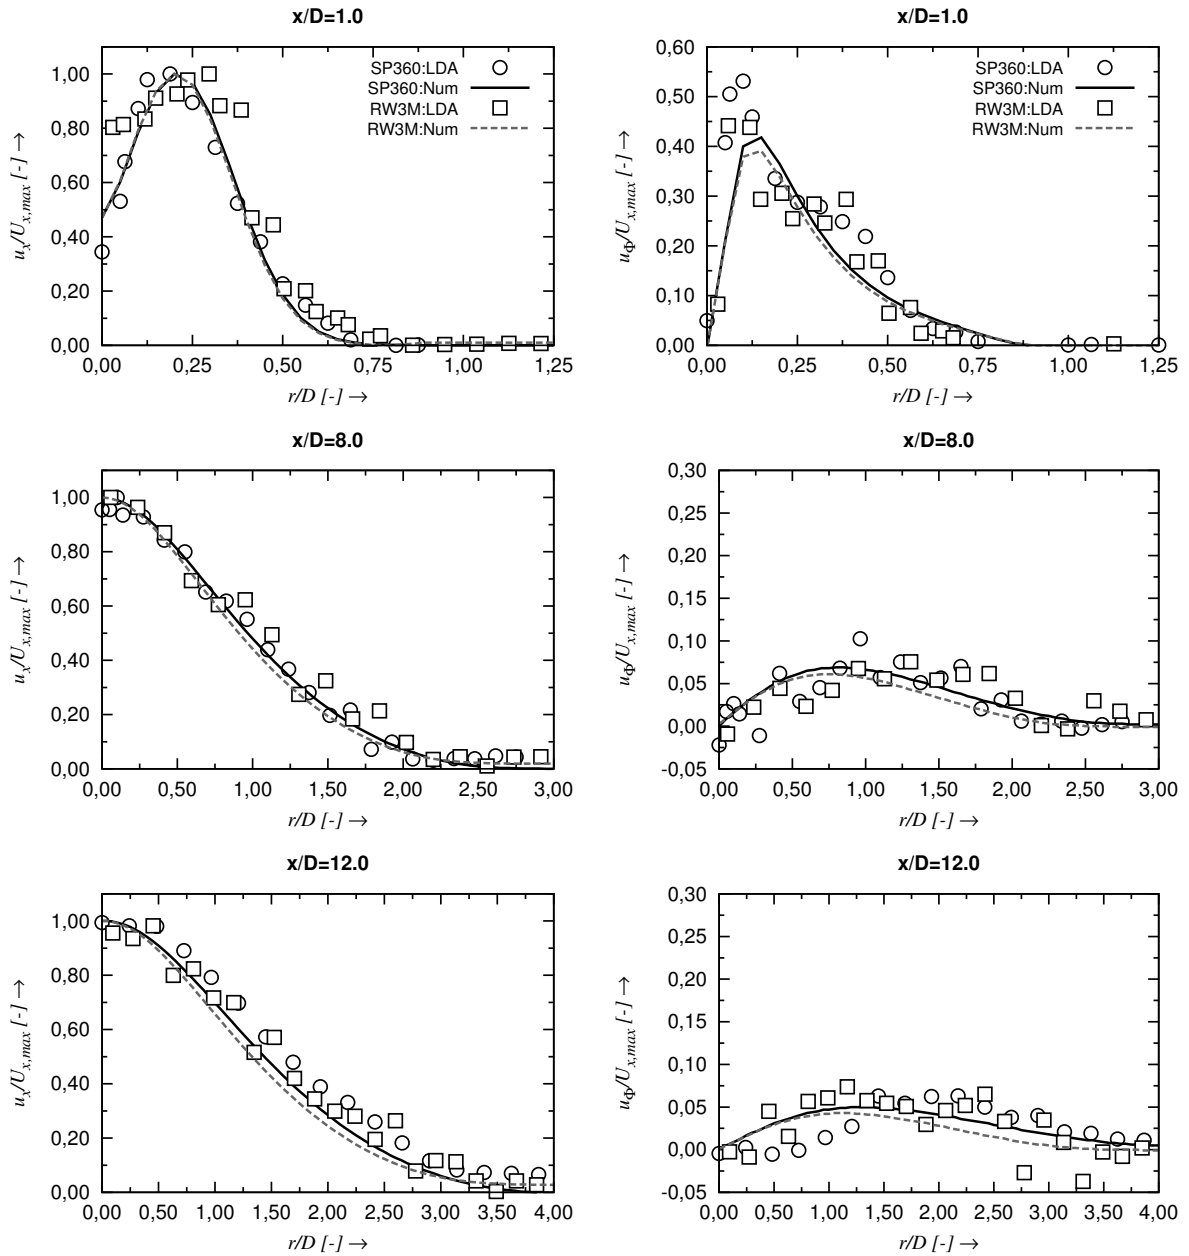 x/D=1.0
1,00
0,80
0,60
0,40
0,20
0,00
u_x/U_x,max [-] →
SP360:LDA
SP360:Num
RW3M:LDA
RW3M:Num
0,00 0,25 0,50 0,75 1,00 1,25
r/D [-] →
x/D=1.0
0,60
0,50
0,40
0,30
0,20
0,10
0,00
u_Φ/U_x,max [-] →
SP360:LDA
SP360:Num
RW3M:LDA
RW3M:Num
0,00 0,25 0,50 0,75 1,00 1,25
r/D [-] →
x/D=8.0
1,00
0,80
0,60
0,40
0,20
0,00
u_x/U_x,max [-] →
0,00 0,50 1,00 1,50 2,00 2,50 3,00
r/D [-] →
x/D=8.0
0,30
0,25
0,20
0,15
0,10
0,05
0,00
-0,05
u_Φ/U_x,max [-] →
0,00 0,50 1,00 1,50 2,00 2,50 3,00
r/D [-] →
x/D=12.0
1,00
0,80
0,60
0,40
0,20
0,00
u_x/U_x,max [-] →
0,00 0,50 1,00 1,50 2,00 2,50 3,00 3,50 4,00
r/D [-] →
x/D=12.0
0,30
0,25
0,20
0,15
0,10
0,05
0,00
-0,05
u_Φ/U_x,max [-] →
0,00 0,50 1,00 1,50 2,00 2,50 3,00 3,50 4,00
r/D [-] →